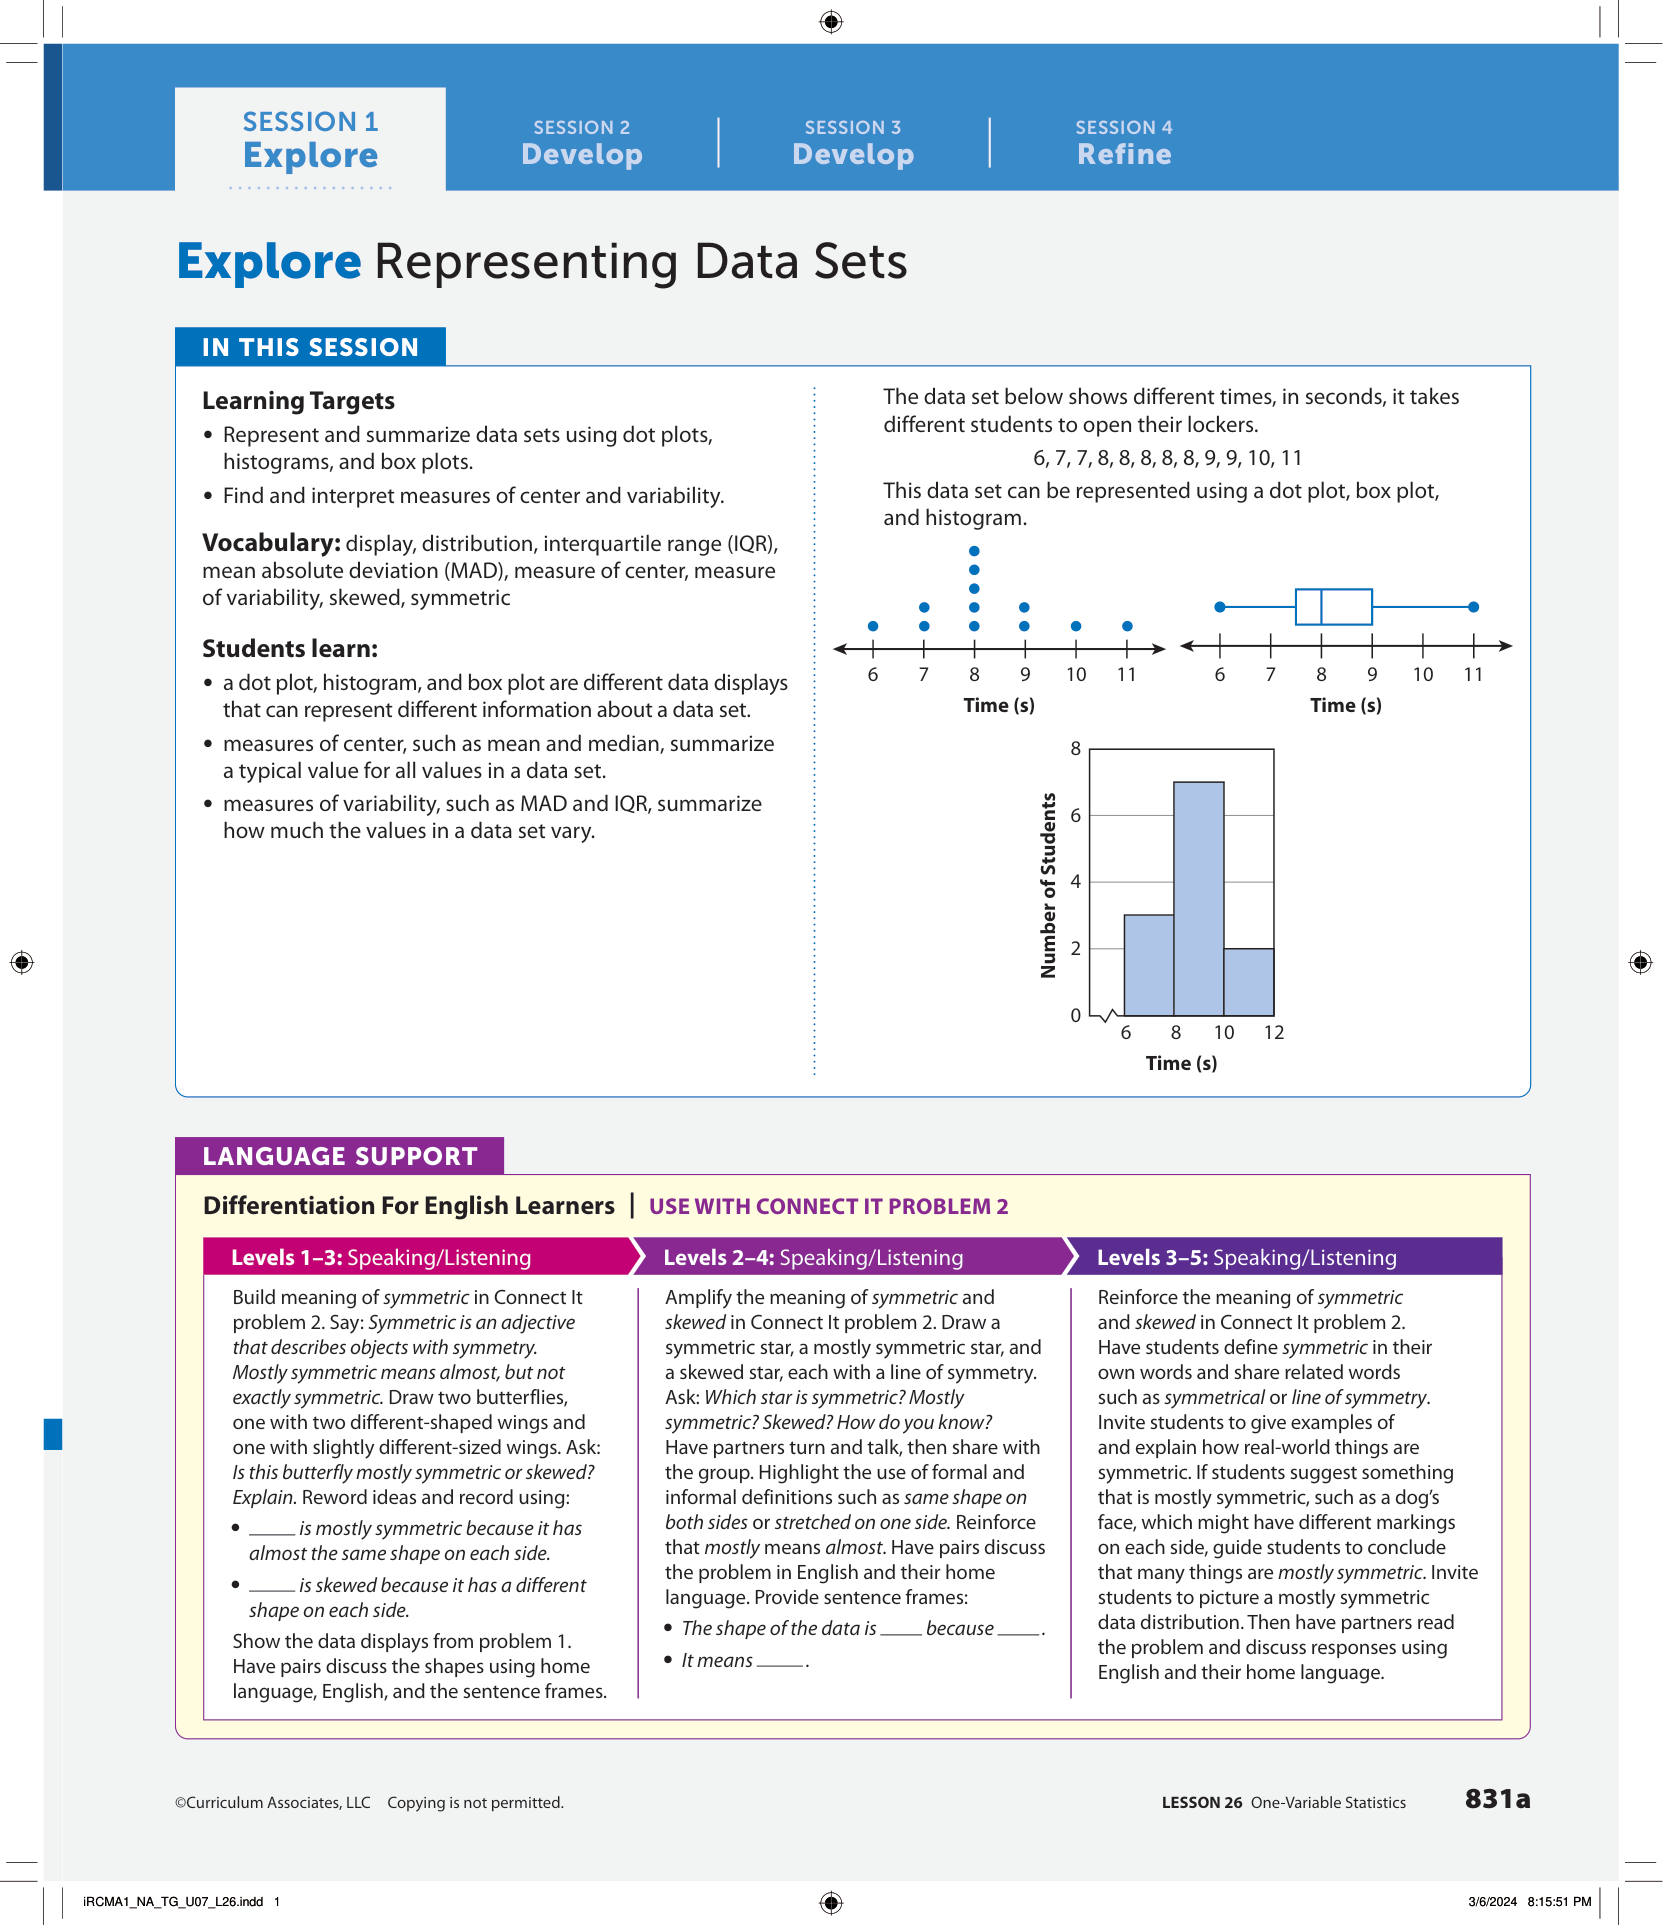 SESSION 1
Explore
SESSION 2
Develop
SESSION 3
Develop
SESSION 4
Refine
Explore Representing Data Sets
IN THIS SESSION
Learning Targets
• Represent and summarize data sets using dot plots,
histograms, and box plots.
• Find and interpret measures of center and variability.
Vocabulary: display, distribution, interquartile range (IQR),
mean absolute deviation (MAD), measure of center, measure
of variability, skewed, symmetric
Students learn:
• a dot plot, histogram, and box plot are different data displays
that can represent different information about a data set.
• measures of center, such as mean and median, summarize
a typical value for all values in a data set.
• measures of variability, such as MAD and IQR, summarize
how much the values in a data set vary.
The data set below shows different times, in seconds, it takes
different students to open their lockers.
6, 7, 7, 8, 8, 8, 8, 8, 9, 9, 10, 11
This data set can be represented using a dot plot, box plot,
and histogram.
6 7 8 9 10 11
Time (s)
6 7 8 9 10 11
Time (s)
8
6
4
2
0
Number of Students
6 8 10 12
Time (s)
LANGUAGE SUPPORT
Differentiation For English Learners | USE WITH CONNECT IT PROBLEM 2
Levels 1–3: Speaking/Listening
Build meaning of symmetric in Connect It
problem 2. Say: Symmetric is an adjective
that describes objects with symmetry.
Mostly symmetric means almost, but not
exactly symmetric. Draw two butterflies,
one with two different-shaped wings and
one with slightly different-sized wings. Ask:
Is this butterfly mostly symmetric or skewed?
Explain. Reword ideas and record using:
• _____ is mostly symmetric because it has
almost the same shape on each side.
• _____ is skewed because it has a different
shape on each side.
Show the data displays from problem 1.
Have pairs discuss the shapes using home
language, English, and the sentence frames.
Levels 2–4: Speaking/Listening
Amplify the meaning of symmetric and
skewed in Connect It problem 2. Draw a
symmetric star, a mostly symmetric star, and
a skewed star, each with a line of symmetry.
Ask: Which star is symmetric? Mostly
symmetric? Skewed? How do you know?
Have partners turn and talk, then share with
the group. Highlight the use of formal and
informal definitions such as same shape on
both sides or stretched on one side. Reinforce
that mostly means almost. Have pairs discuss
the problem in English and their home
language. Provide sentence frames:
• The shape of the data is _____ because _____.
• It means _____.
Levels 3–5: Speaking/Listening
Reinforce the meaning of symmetric
and skewed in Connect It problem 2.
Have students define symmetric in their
own words and share related words
such as symmetrical or line of symmetry.
Invite students to give examples of
and explain how real-world things are
symmetric. If students suggest something
that is mostly symmetric, such as a dog’s
face, which might have different markings
on each side, guide students to conclude
that many things are mostly symmetric. Invite
students to picture a mostly symmetric
data distribution. Then have partners read
the problem and discuss responses using
English and their home language.
©Curriculum Associates, LLC Copying is not permitted.
LESSON 26 One-Variable Statistics 831a
iRCMA1_NA_TG_U07_L26.indd 1
3/6/2024 8:15:51 PM